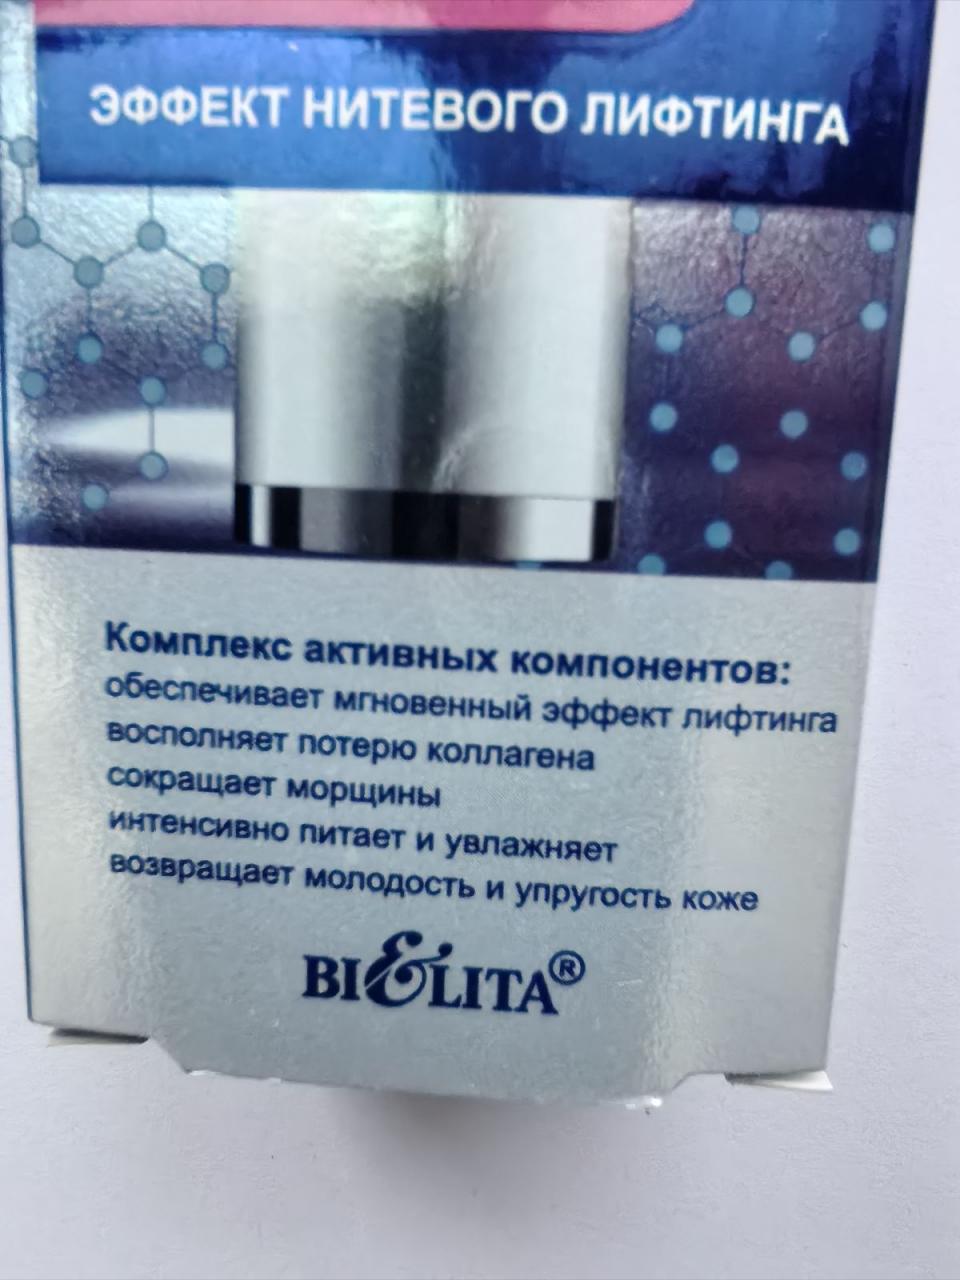 ЭФФЕКТ НИТЕВОГО ЛИФТИНГА
Комплекс активных компонентов:
обеспечивает мгновенный эффект лифтинга
восполняет потерю коллагена
сокращает морщины
интенсивно питает и увлажняет
возвращает молодость и упругость коже
BIELITA®